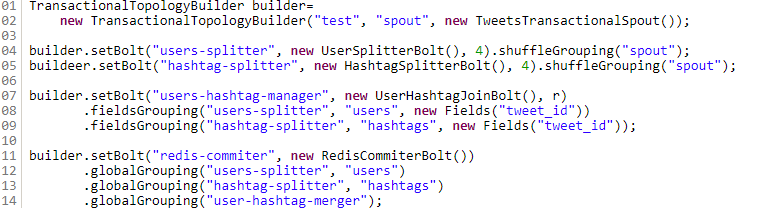 01 TransactionalTopologyBuilder builder=
02     new TransactionalTopologyBuilder("test", "spout", new TweetsTransactionalSpout());
03
04 builder.setBolt("users-splitter", new UserSplitterBolt(), 4).shuffleGrouping("spout");
05 buildeer.setBolt("hashtag-splitter", new HashtagSplitterBolt(), 4).shuffleGrouping("spout");
06
07 builder.setBolt("users-hashtag-manager", new UserHashtagJoinBolt(), r)
08        .fieldsGrouping("users-splitter", "users", new Fields("tweet_id"))
09        .fieldsGrouping("hashtag-splitter", "hashtags", new Fields("tweet_id"));
10
11 builder.setBolt("redis-commiter", new RedisCommiterBolt())
12        .globalGrouping("users-splitter", "users")
13        .globalGrouping("hashtag-splitter", "hashtags")
14        .globalGrouping("user-hashtag-merger");